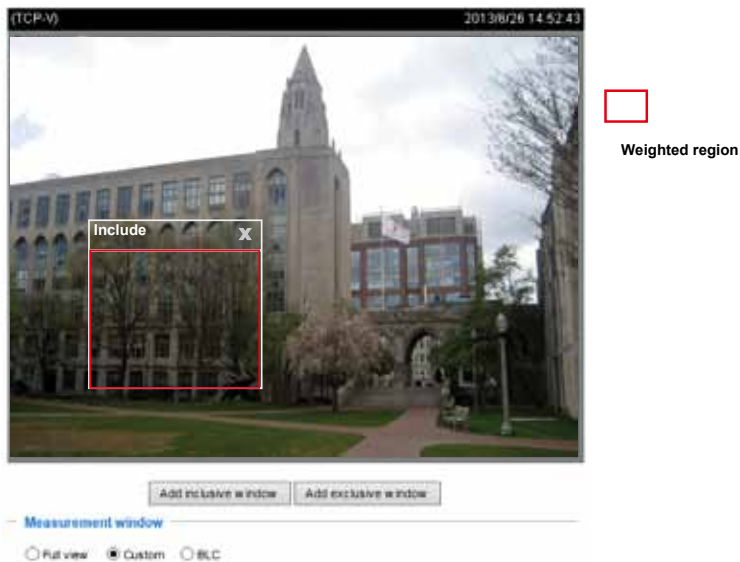 (TCP-V) 2013/8/26 14:52:43
Weighted region
Include X
Add inclusive window Add exclusive window
Measurement window
Full view Custom BLC